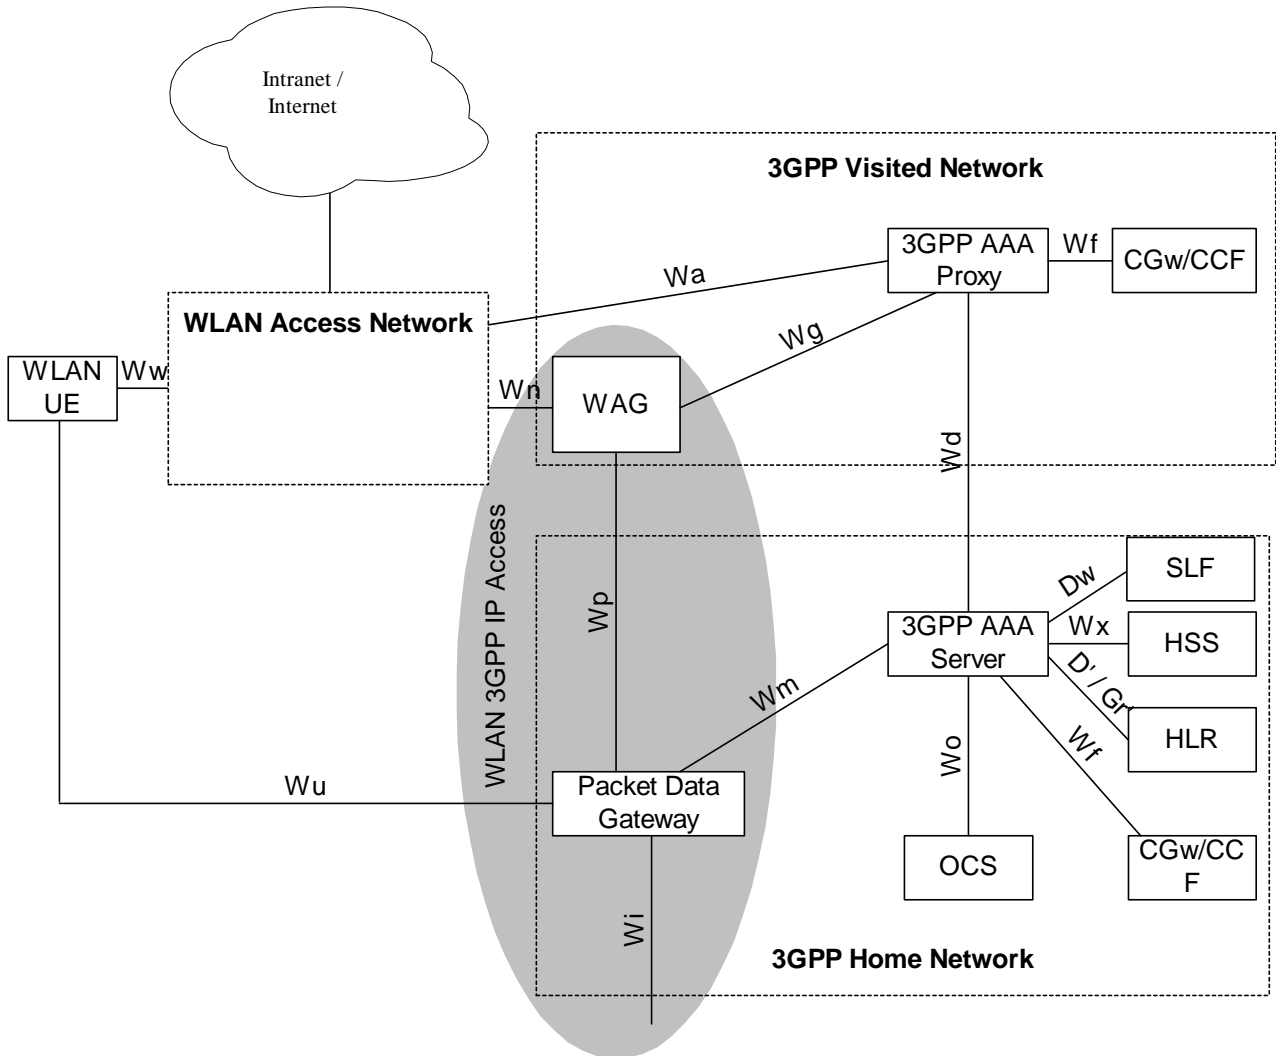 Intranet /
Internet
3GPP Visited Network
3GPP AAA
Proxy
Wf
CGw/CCF
Wa
WLAN Access Network
Wg
WLAN
UE
Ww
Wn
WAG
Wd
WLAN 3GPP IP Access
Wp
SLF
Dw
3GPP AAA
Server
Wx
HSS
D' / Gr'
HLR
Wm
Wo
Wf
Wu
Packet Data
Gateway
OCS
CGw/CC
F
Wi
3GPP Home Network